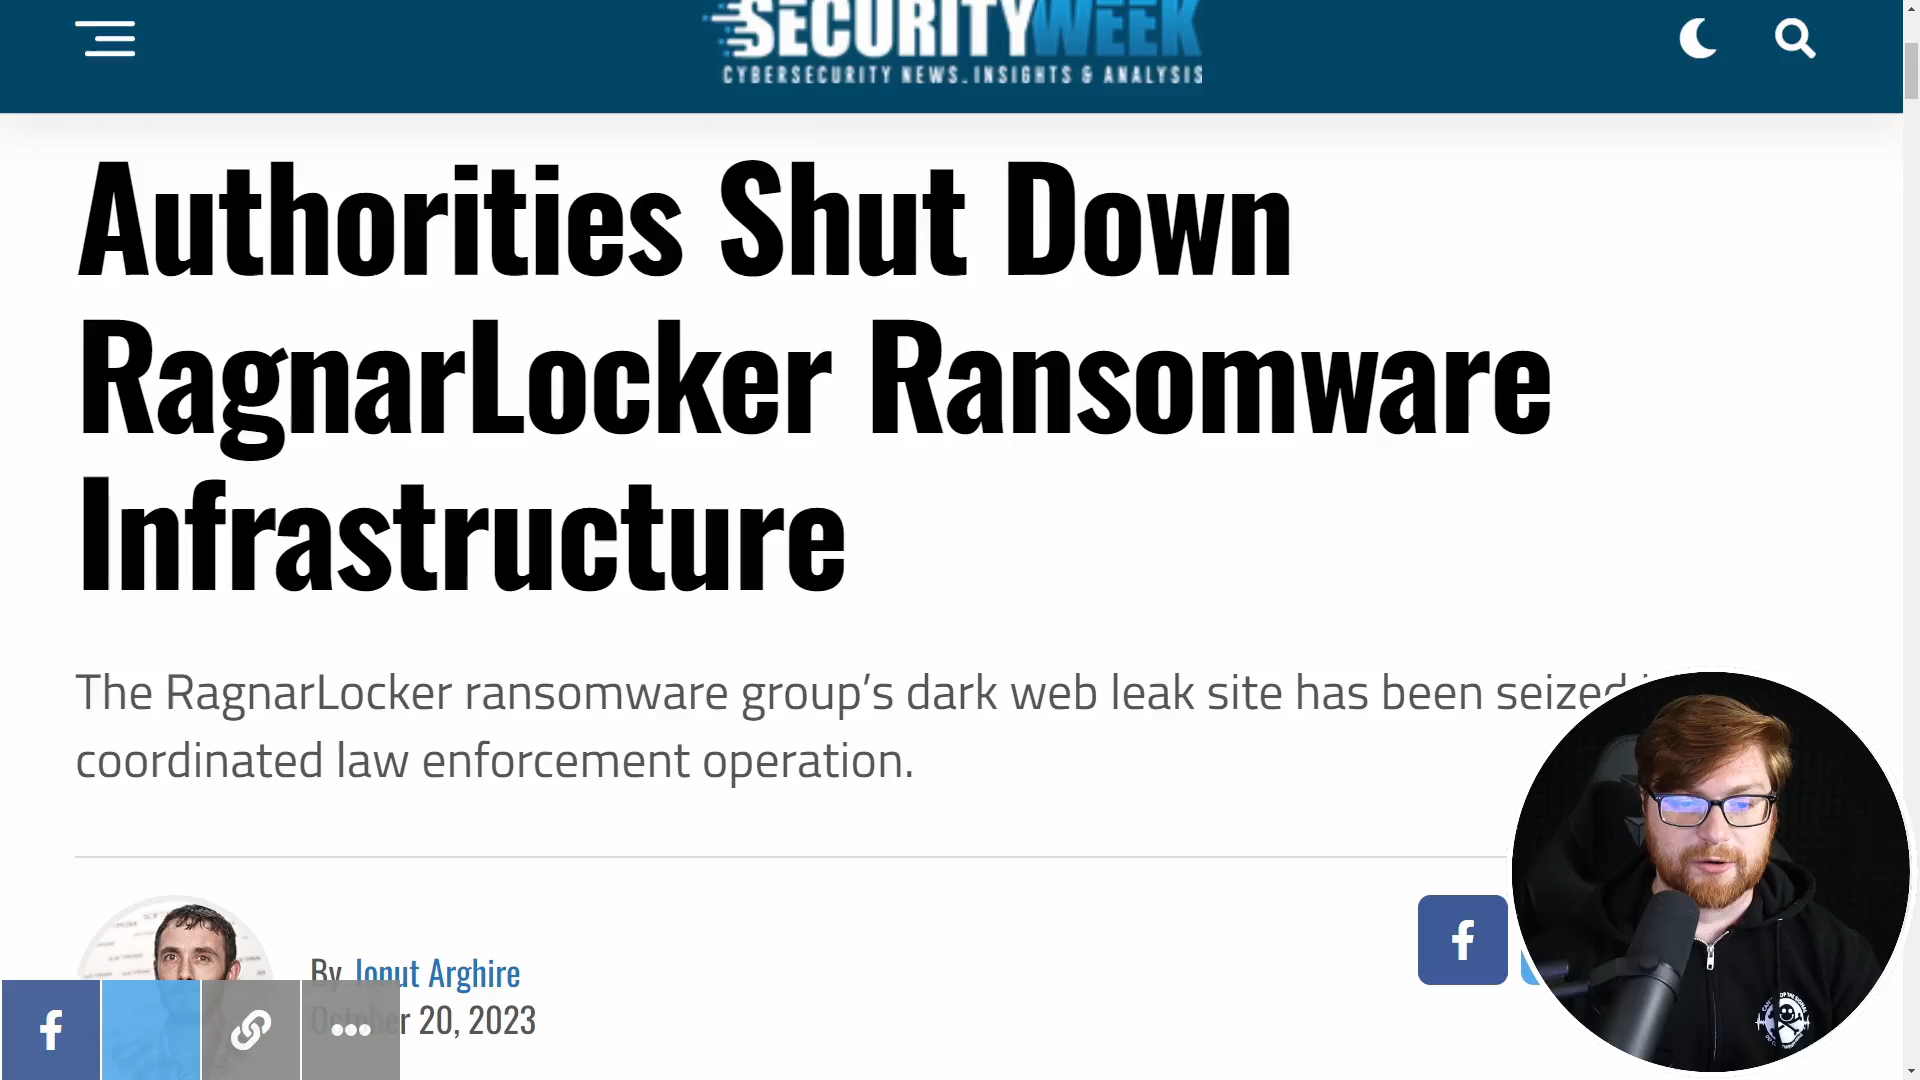 SECURITYWEEK
CYBERSECURITY NEWS, INSIGHTS & ANALYSIS
Authorities Shut Down
RagnarLocker Ransomware
Infrastructure
The RagnarLocker ransomware group’s dark web leak site has been seized
coordinated law enforcement operation.
By Ionut Arghire
October 20, 2023